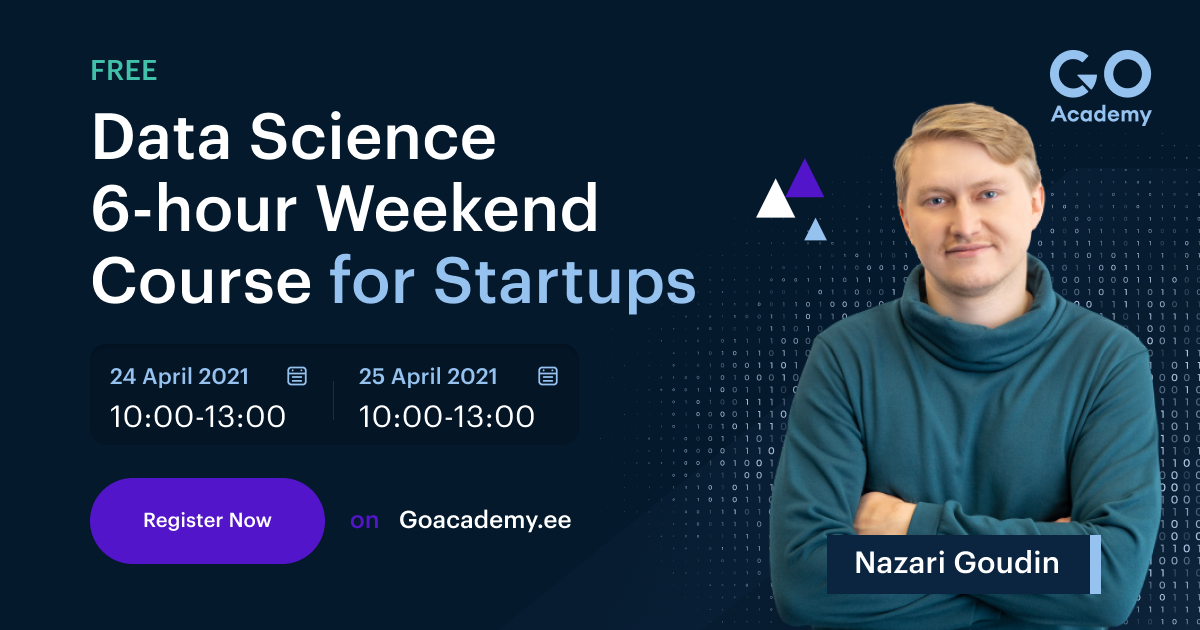 FREE
GO
Academy
Data Science
6-hour Weekend
Course for Startups
24 April 2021
10:00-13:00
25 April 2021
10:00-13:00
Register Now
on Goacademy.ee
Nazari Goudin